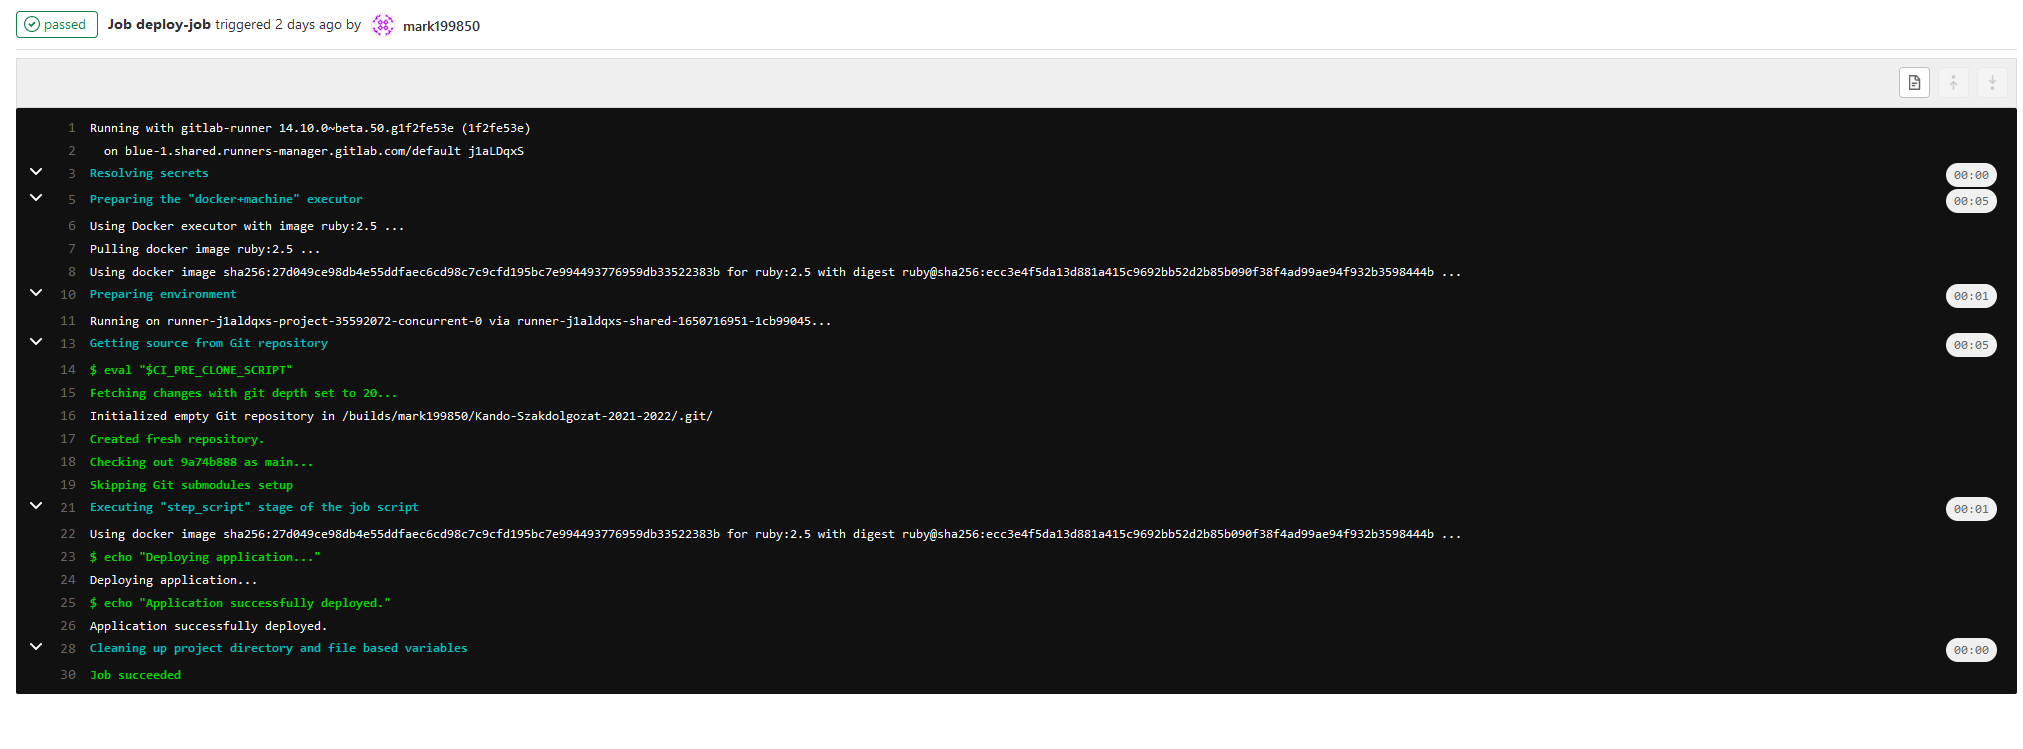 passed Job deploy-job triggered 2 days ago by mark199850
1 Running with gitlab-runner 14.10.0~beta.50.g1f2fe53e (1f2fe53e)
2 on blue-1.shared.runners-manager.gitlab.com/default j1aLDqxS
3 Resolving secrets 00:00
5 Preparing the "docker+machine" executor 00:05
6 Using Docker executor with image ruby:2.5 ...
7 Pulling docker image ruby:2.5 ...
8 Using docker image sha256:27d049ce98db4e55ddfaec6cd98c7c9cfd195bc7e994493776959db33522383b for ruby:2.5 with digest ruby@sha256:ecc3e4f5da13d881a415c9692bb52d2b85b090f38f4ad99ae94f932b3598444b ...
10 Preparing environment 00:01
11 Running on runner-j1aldqxs-project-35592072-concurrent-0 via runner-j1aldqxs-shared-1650716951-1cb99045...
13 Getting source from Git repository 00:05
14 $ eval "$CI_PRE_CLONE_SCRIPT"
15 Fetching changes with git depth set to 20...
16 Initialized empty Git repository in /builds/mark199850/Kando-Szakdolgozat-2021-2022/.git/
17 Created fresh repository.
18 Checking out 9a74b888 as main...
19 Skipping Git submodules setup
21 Executing "step_script" stage of the job script 00:01
22 Using docker image sha256:27d049ce98db4e55ddfaec6cd98c7c9cfd195bc7e994493776959db33522383b for ruby:2.5 with digest ruby@sha256:ecc3e4f5da13d881a415c9692bb52d2b85b090f38f4ad99ae94f932b3598444b ...
23 $ echo "Deploying application..."
24 Deploying application...
25 $ echo "Application successfully deployed."
26 Application successfully deployed.
28 Cleaning up project directory and file based variables 00:00
30 Job succeeded